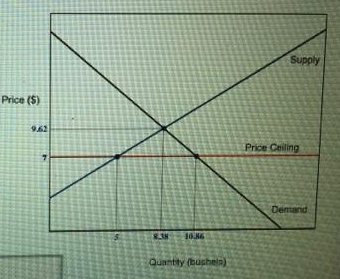 Supply
Price ($)
9.62
Price Ceiling
7
Demand
5 8.38 10.86
Quantity (bushels)